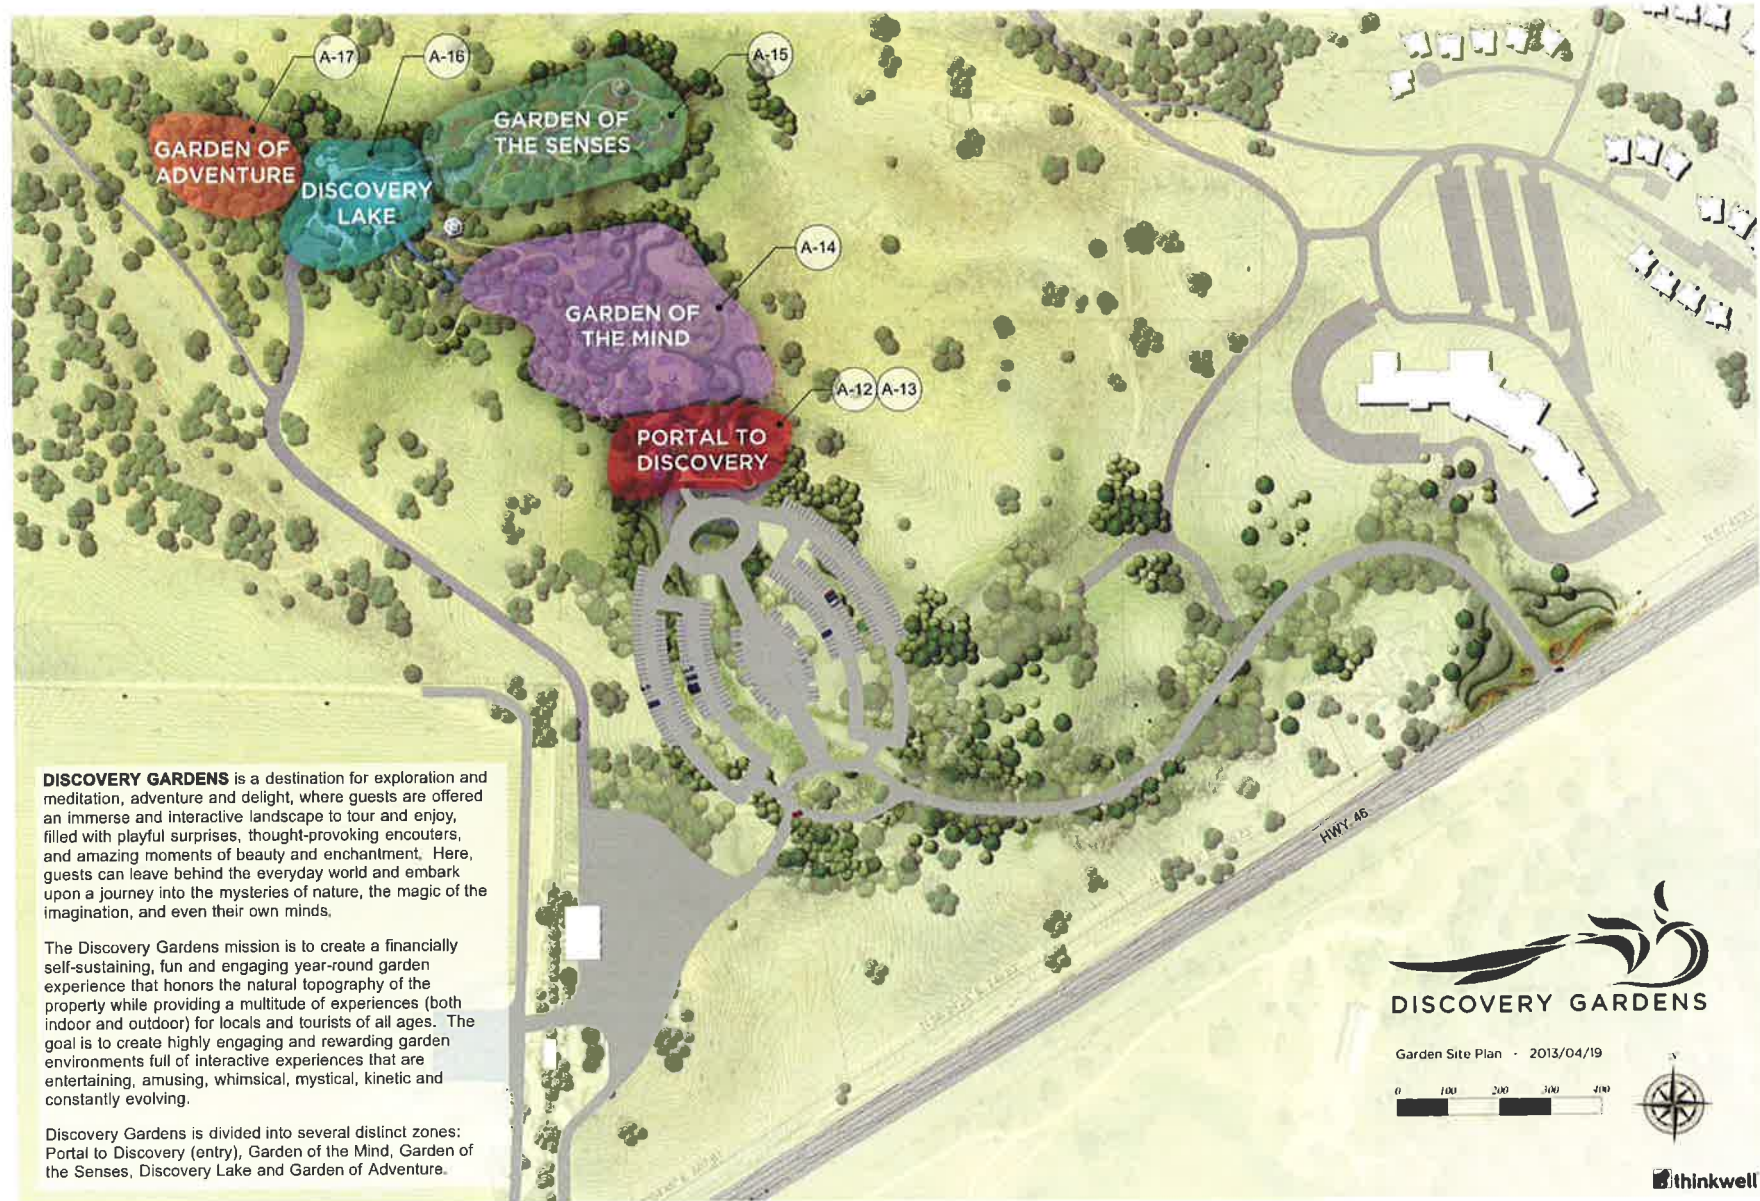 A-17
A-16
A-15
GARDEN OF
THE SENSES
GARDEN OF
ADVENTURE
DISCOVERY
LAKE
A-14
GARDEN OF
THE MIND
A-12 A-13
PORTAL TO
DISCOVERY
HWY. 46
DISCOVERY GARDENS is a destination for exploration and
meditation, adventure and delight, where guests are offered
an immerse and interactive landscape to tour and enjoy,
filled with playful surprises, thought-provoking encouters,
and amazing moments of beauty and enchantment. Here,
guests can leave behind the everyday world and embark
upon a journey into the mysteries of nature, the magic of the
imagination, and even their own minds.
The Discovery Gardens mission is to create a financially
self-sustaining, fun and engaging year-round garden
experience that honors the natural topography of the
property while providing a multitude of experiences (both
indoor and outdoor) for locals and tourists of all ages. The
goal is to create highly engaging and rewarding garden
environments full of interactive experiences that are
entertaining, amusing, whimsical, mystical, kinetic and
constantly evolving.
Discovery Gardens is divided into several distinct zones:
Portal to Discovery (entry), Garden of the Mind, Garden of
the Senses, Discovery Lake and Garden of Adventure.
DISCOVERY GARDENS
Garden Site Plan - 2013/04/19
0 100 200 300 400
N
thinkwell